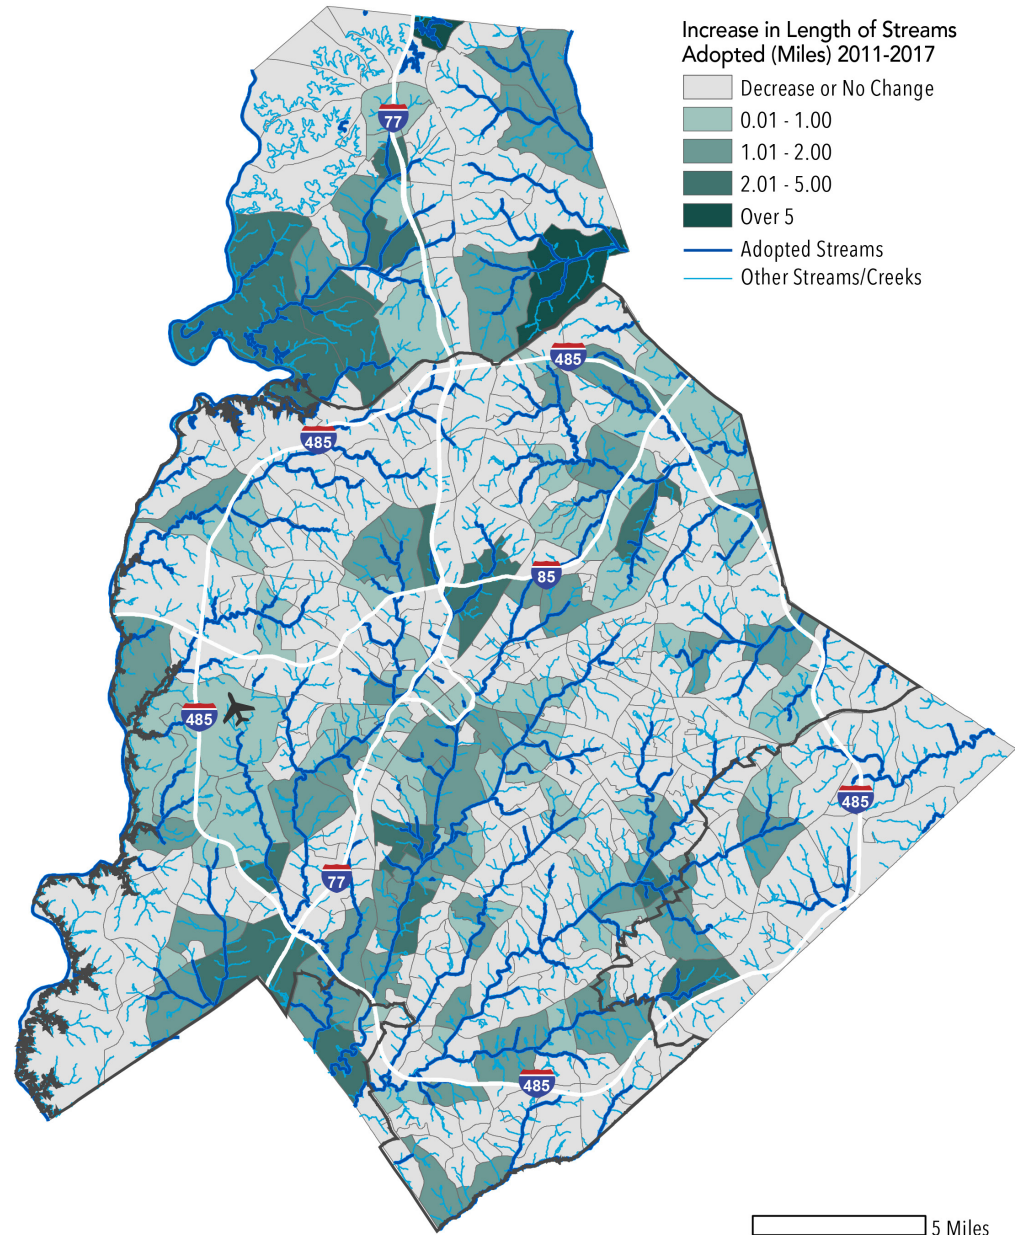 Increase in Length of Streams
Adopted (Miles) 2011-2017
Decrease or No Change
0.01 - 1.00
1.01 - 2.00
2.01 - 5.00
Over 5
Adopted Streams
Other Streams/Creeks
77
485
485
85
485
485
77
485
5 Miles